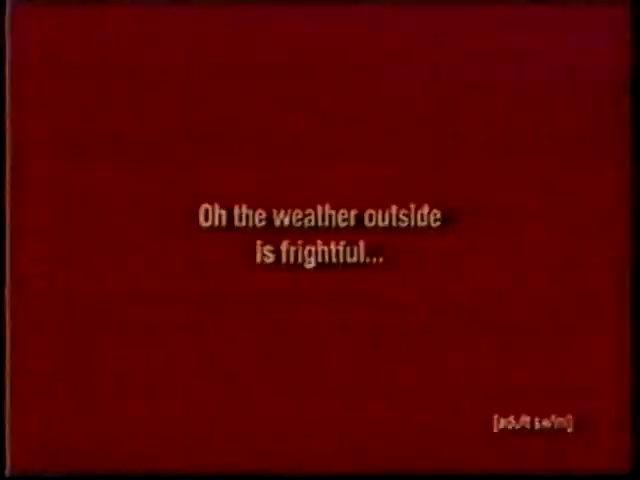 Oh the weather outside
is frightful...
[adult swim]